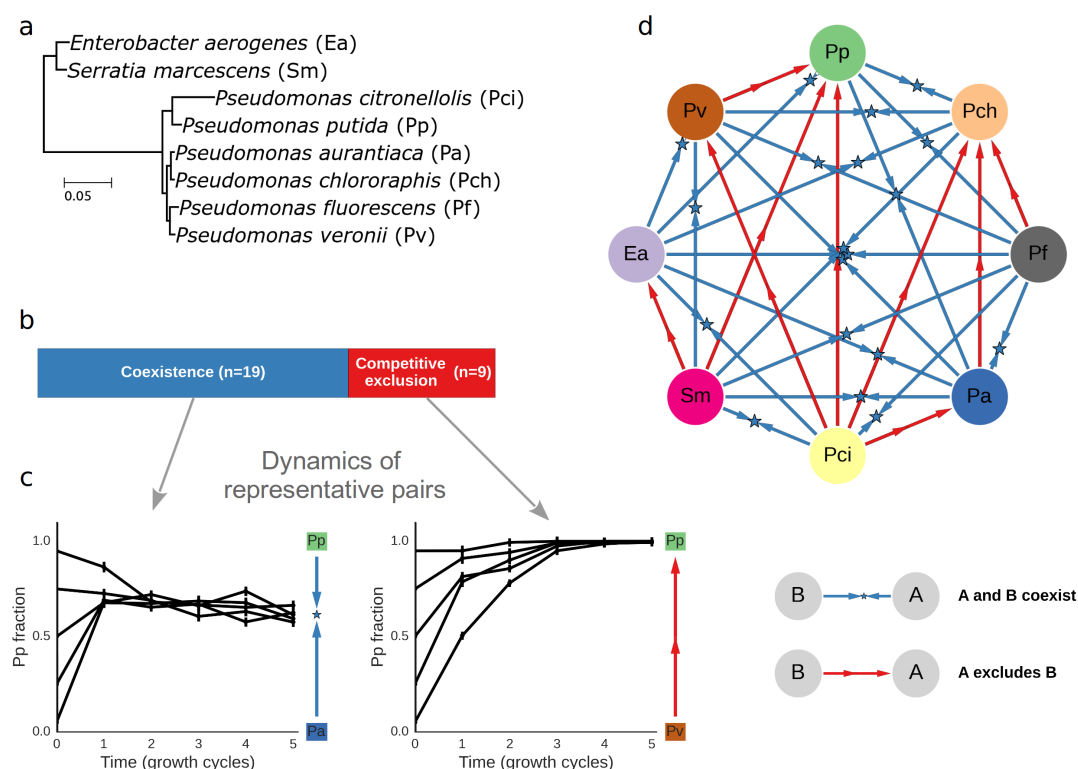 a
Enterobacter aerogenes (Ea)
Serratia marcescens (Sm)
Pseudomonas citronellolis (Pci)
Pseudomonas putida (Pp)
Pseudomonas aurantiaca (Pa)
Pseudomonas chlororaphis (Pch)
Pseudomonas fluorescens (Pf)
Pseudomonas veronii (Pv)
0.05
b
Coexistence (n=19)
Competitive exclusion (n=9)
c
Dynamics of
representative pairs
1.0
0.5
0.0
Pp fraction
0 1 2 3 4 5
Time (growth cycles)
Pp
Pa
1.0
0.5
0.0
Pp fraction
0 1 2 3 4 5
Time (growth cycles)
Pp
Pv
d
Pp
Pv
Pch
Ea
Pf
Sm
Pa
Pci
B A A and B coexist
B A A excludes B